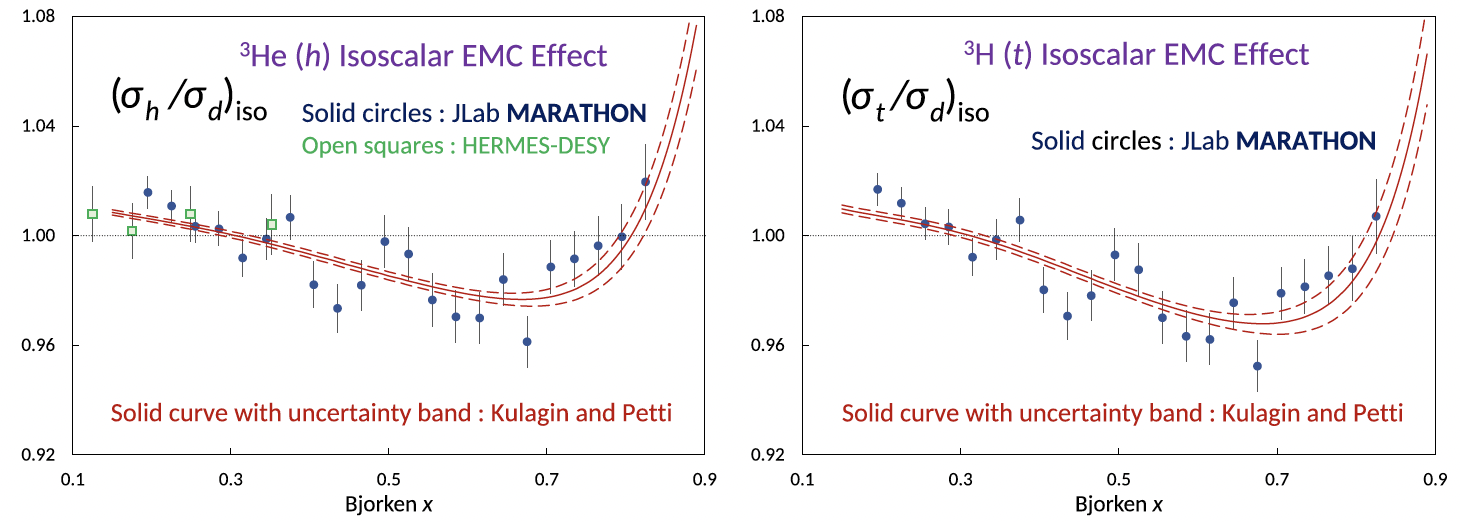 ³He (h) Isoscalar EMC Effect
(σh /σd)iso
Solid circles : JLab MARATHON
Open squares : HERMES-DESY
Solid curve with uncertainty band : Kulagin and Petti
1.08
1.04
1.00
0.96
0.92
0.1 0.3 0.5 0.7 0.9
Bjorken x
³H (t) Isoscalar EMC Effect
(σt /σd)iso
Solid circles : JLab MARATHON
Solid curve with uncertainty band : Kulagin and Petti
1.08
1.04
1.00
0.96
0.92
0.1 0.3 0.5 0.7 0.9
Bjorken x